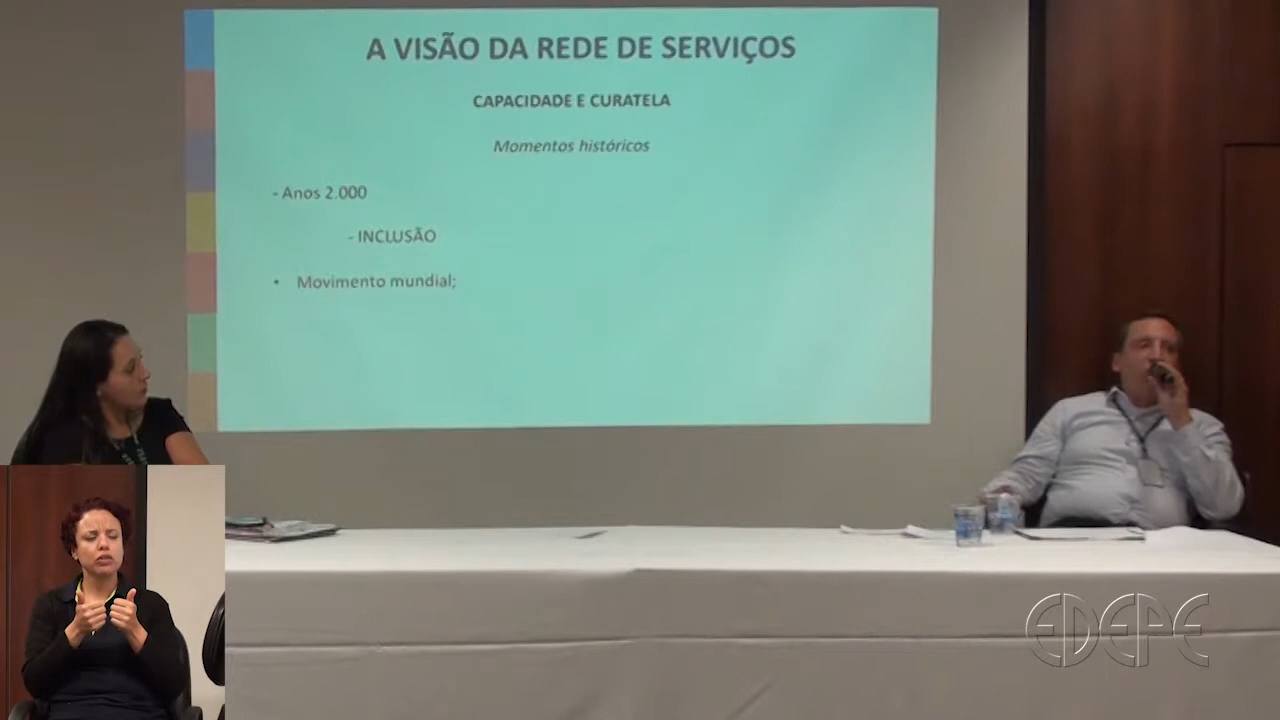 A VISÃO DA REDE DE SERVIÇOS
CAPACIDADE E CURATELA
Momentos históricos
- Anos 2.000
- INCLUSÃO
• Movimento mundial;
EDEPE